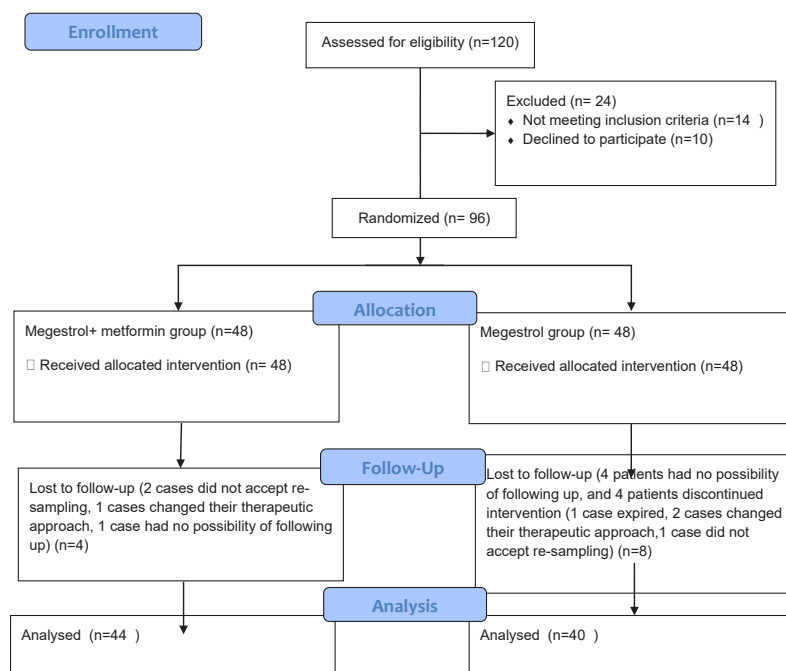 Enrollment
Assessed for eligibility (n=120)
Excluded (n= 24)
♦ Not meeting inclusion criteria (n=14 )
♦ Declined to participate (n=10)
Randomized (n= 96)
Allocation
Megestrol+ metformin group (n=48)
□ Received allocated intervention (n= 48)
Megestrol group (n= 48)
□ Received allocated intervention (n=48)
Follow-Up
Lost to follow-up (2 cases did not accept re-
sampling, 1 cases changed their therapeutic
approach, 1 case had no possibility of following
up) (n=4)
Lost to follow-up (4 patients had no possibility
of following up, and 4 patients discontinued
intervention (1 case expired, 2 cases changed
their therapeutic approach,1 case did not
accept re-sampling) (n=8)
Analysis
Analysed (n=44 )
Analysed (n=40 )